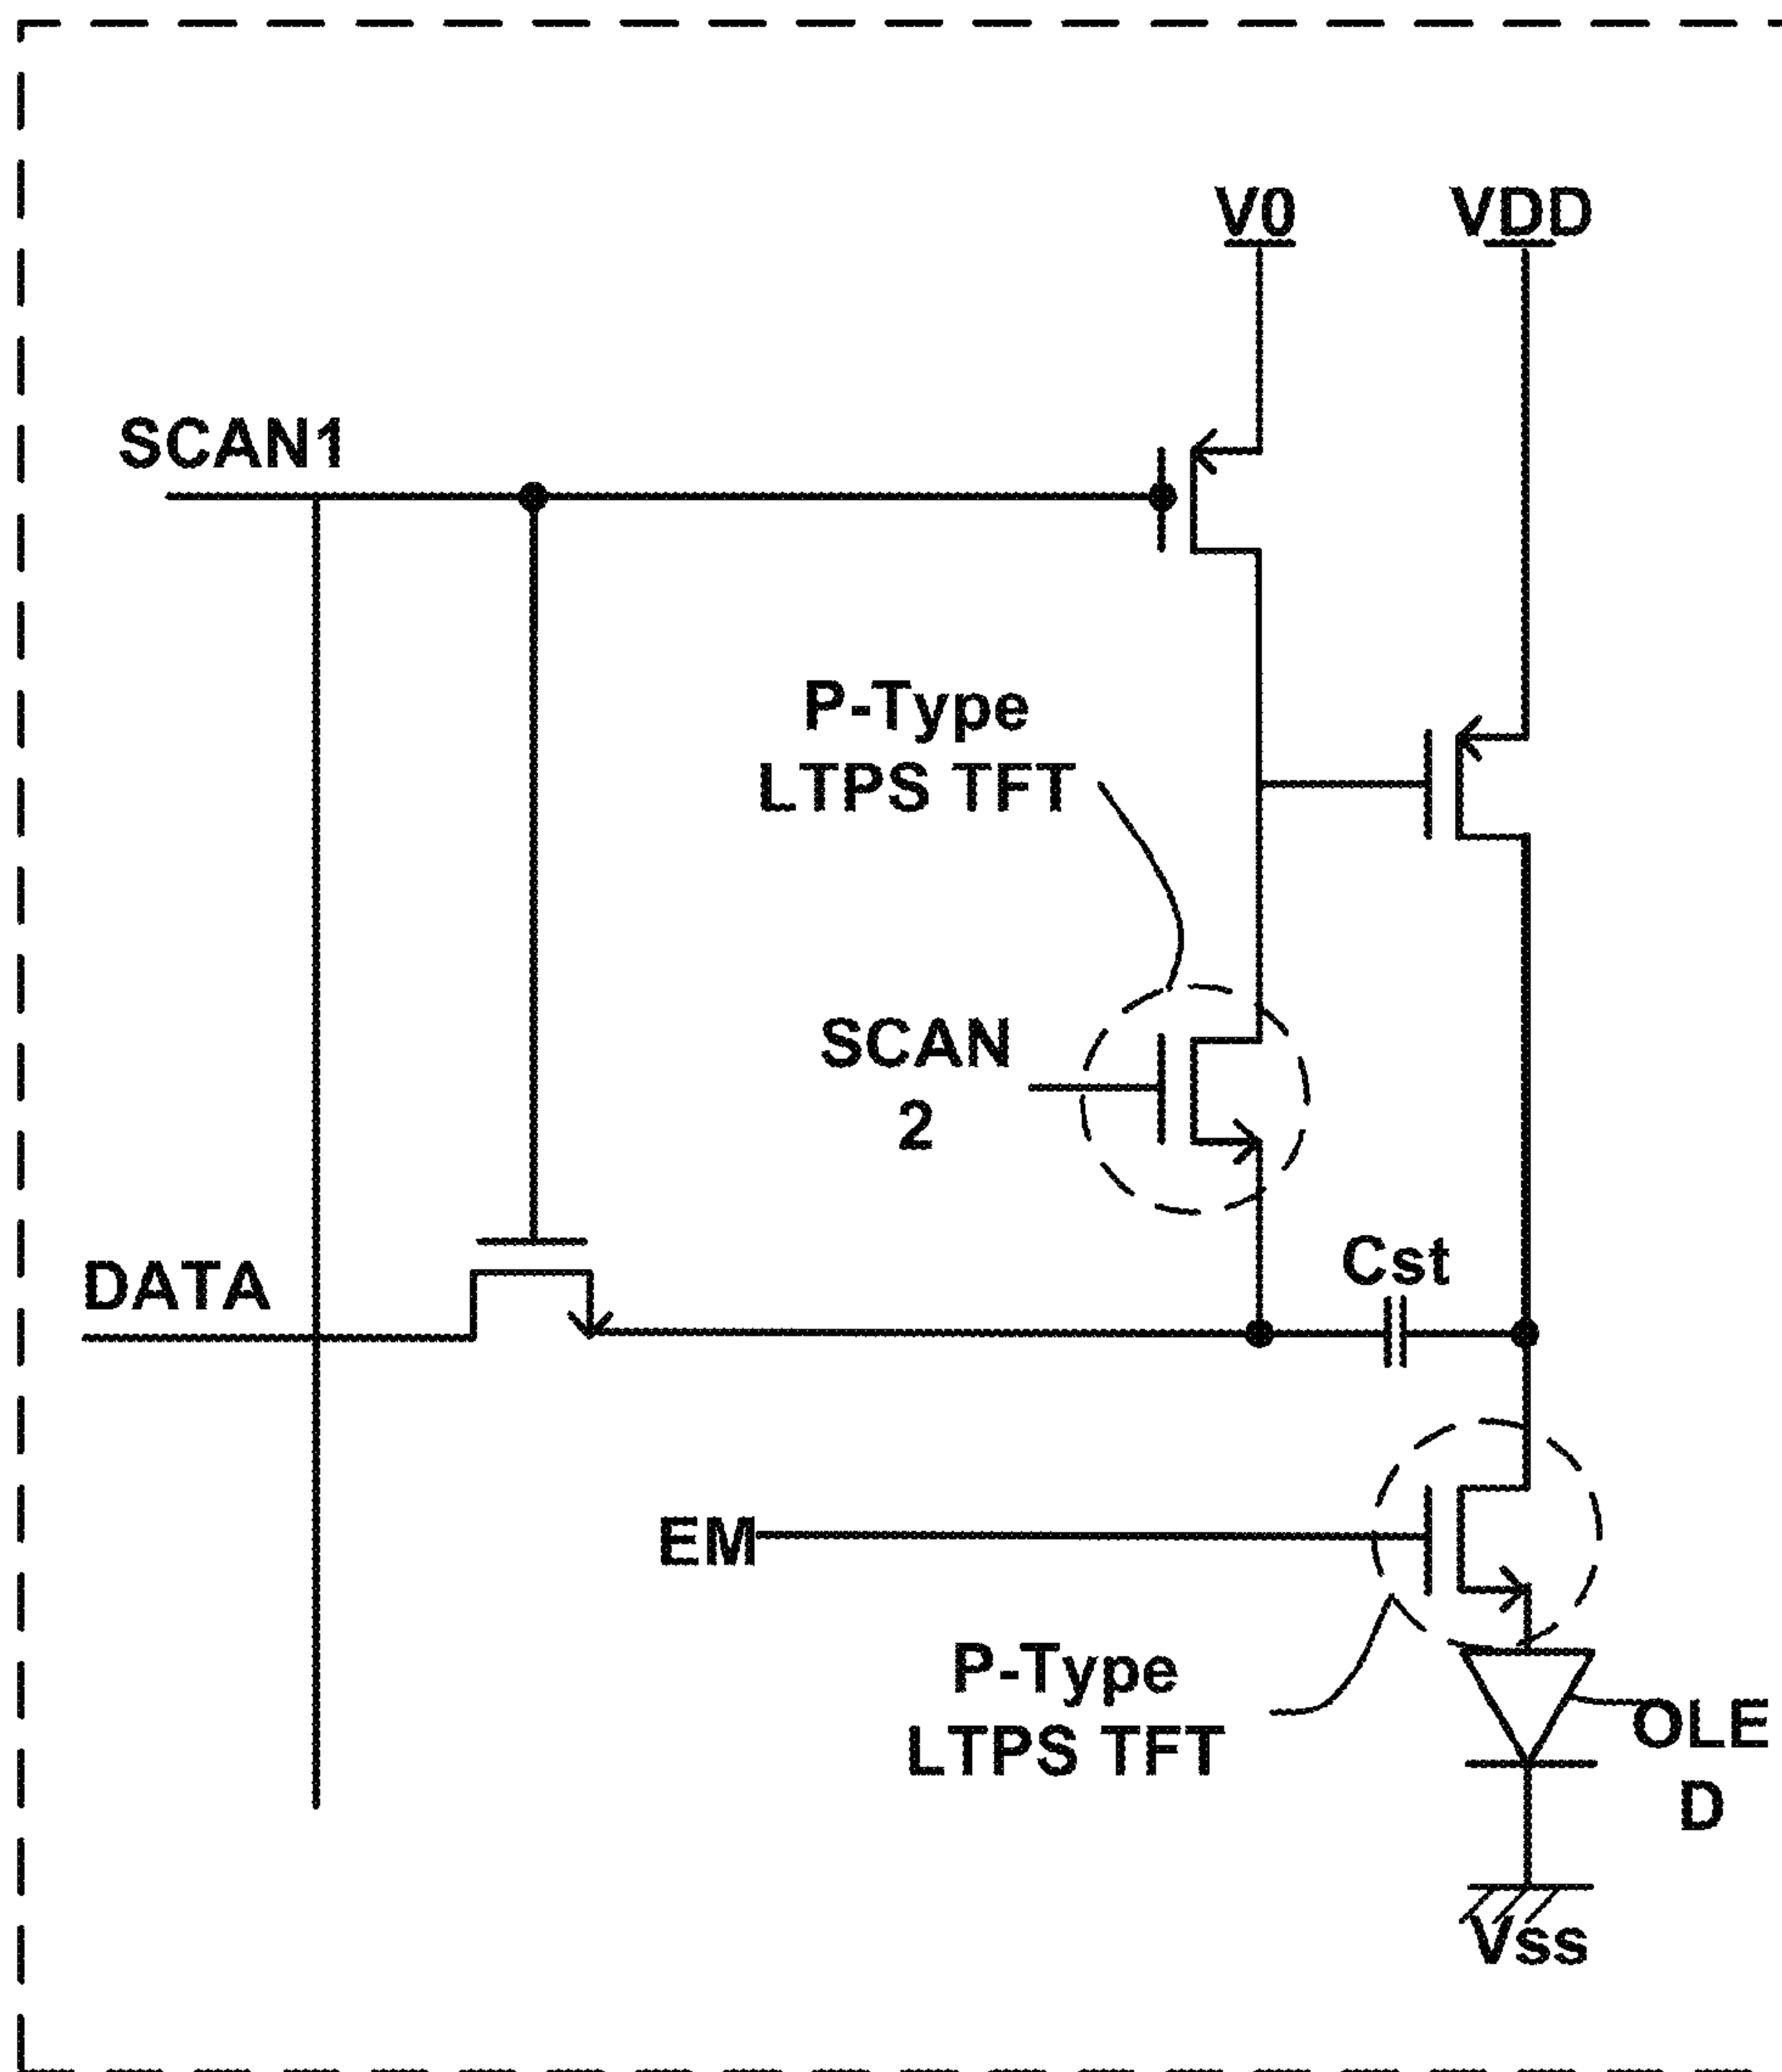 V0 VDD
SCAN1
P-Type
LTPS TFT
SCAN
2
Cst
DATA
EM
P-Type
LTPS TFT
OLE
D
Vss